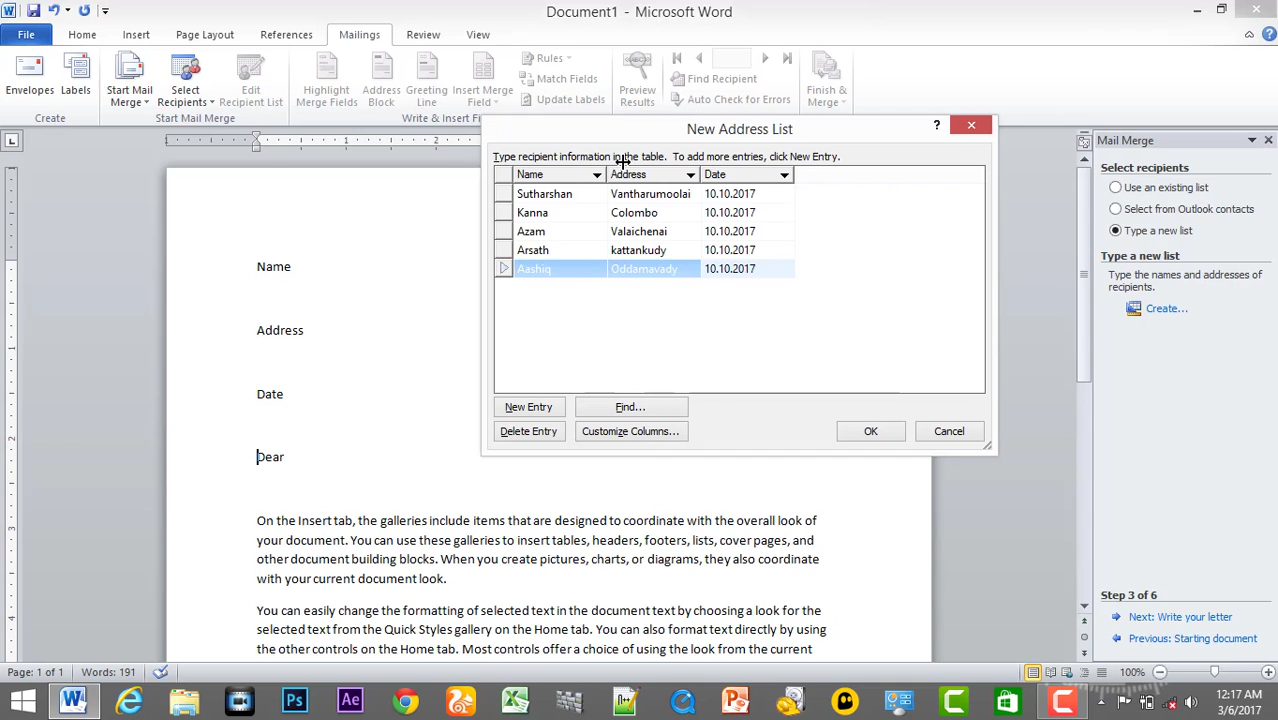 Document1 - Microsoft Word
File Home Insert Page Layout References Mailings Review View
Envelopes
Labels
Create
Start Mail Merge
Select Recipients
Edit Recipient List
Start Mail Merge
Highlight Merge Fields
Address Block
Greeting Line
Insert Merge Field
Rules
Match Fields
Update Labels
Write & Insert Fi
Preview Results
Find Recipient
Auto Check for Errors
Finish & Merge
New Address List
?
Type recipient information in the table. To add more entries, click New Entry.
Name Address Date
Sutharshan Vantharumoolai 10.10.2017
Kanna Colombo 10.10.2017
Azam Valaichenai 10.10.2017
Arsath kattankudy 10.10.2017
Aashiq Oddamavady 10.10.2017
New Entry Find...
Delete Entry Customize Columns... OK Cancel
Name
Address
Date
Dear
On the Insert tab, the galleries include items that are designed to coordinate with the overall look of
your document. You can use these galleries to insert tables, headers, footers, lists, cover pages, and
other document building blocks. When you create pictures, charts, or diagrams, they also coordinate
with your current document look.
You can easily change the formatting of selected text in the document text by choosing a look for the
selected text from the Quick Styles gallery on the Home tab. You can also format text directly by using
the other controls on the Home tab. Most controls offer a choice of using the look from the current
Mail Merge
Select recipients
Use an existing list
Select from Outlook contacts
Type a new list
Type a new list
Type the names and addresses of
recipients.
Create...
Step 3 of 6
Next: Write your letter
Previous: Starting document
Page: 1 of 1 Words: 191 100%
12:17 AM
3/6/2017